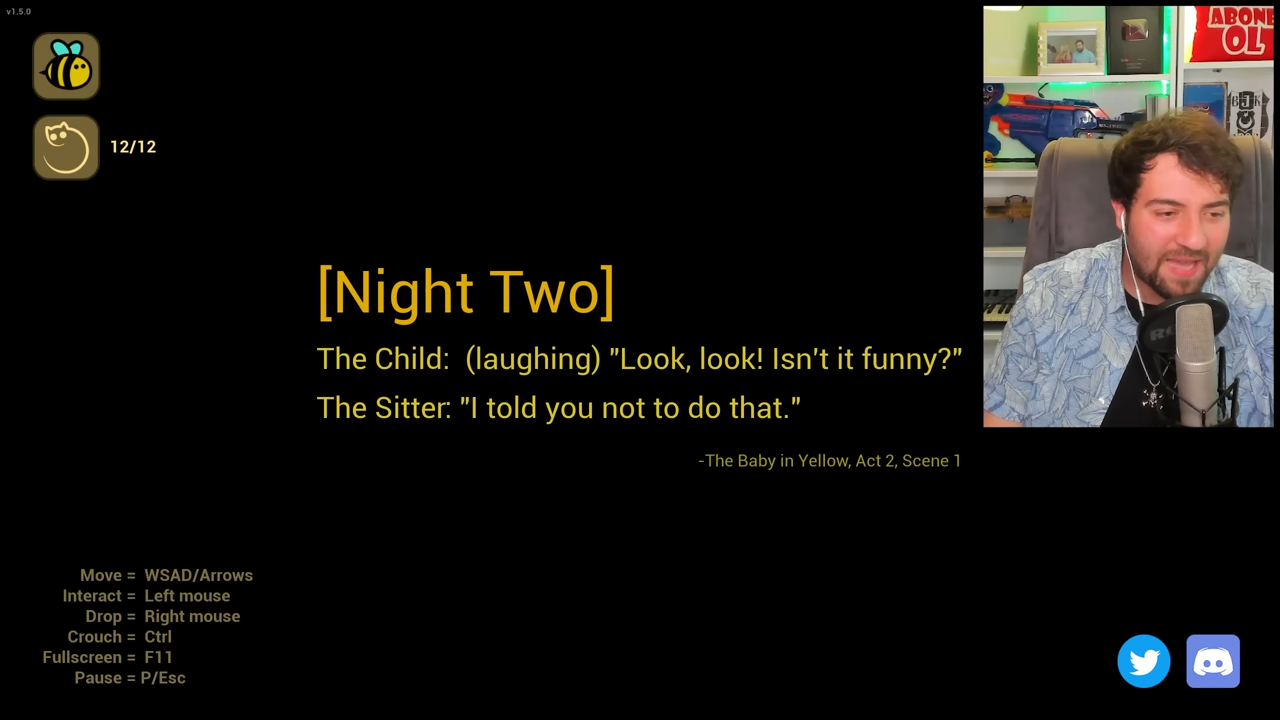 v1.5.0
12/12
[Night Two]
The Child:  (laughing) "Look, look! Isn't it funny?"
The Sitter: "I told you not to do that."
-The Baby in Yellow, Act 2, Scene 1
Move = WSAD/Arrows
Interact = Left mouse
Drop = Right mouse
Crouch = Ctrl
Fullscreen = F11
Pause = P/Esc
ABONE
OL
BJK